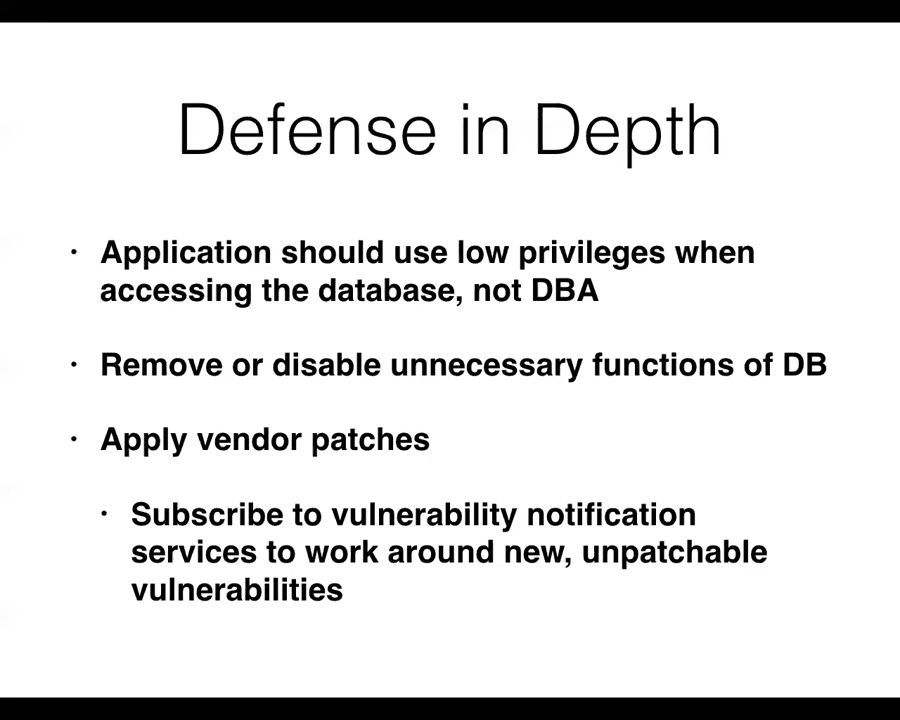 Defense in Depth
• Application should use low privileges when
accessing the database, not DBA
• Remove or disable unnecessary functions of DB
• Apply vendor patches
• Subscribe to vulnerability notification
services to work around new, unpatchable
vulnerabilities